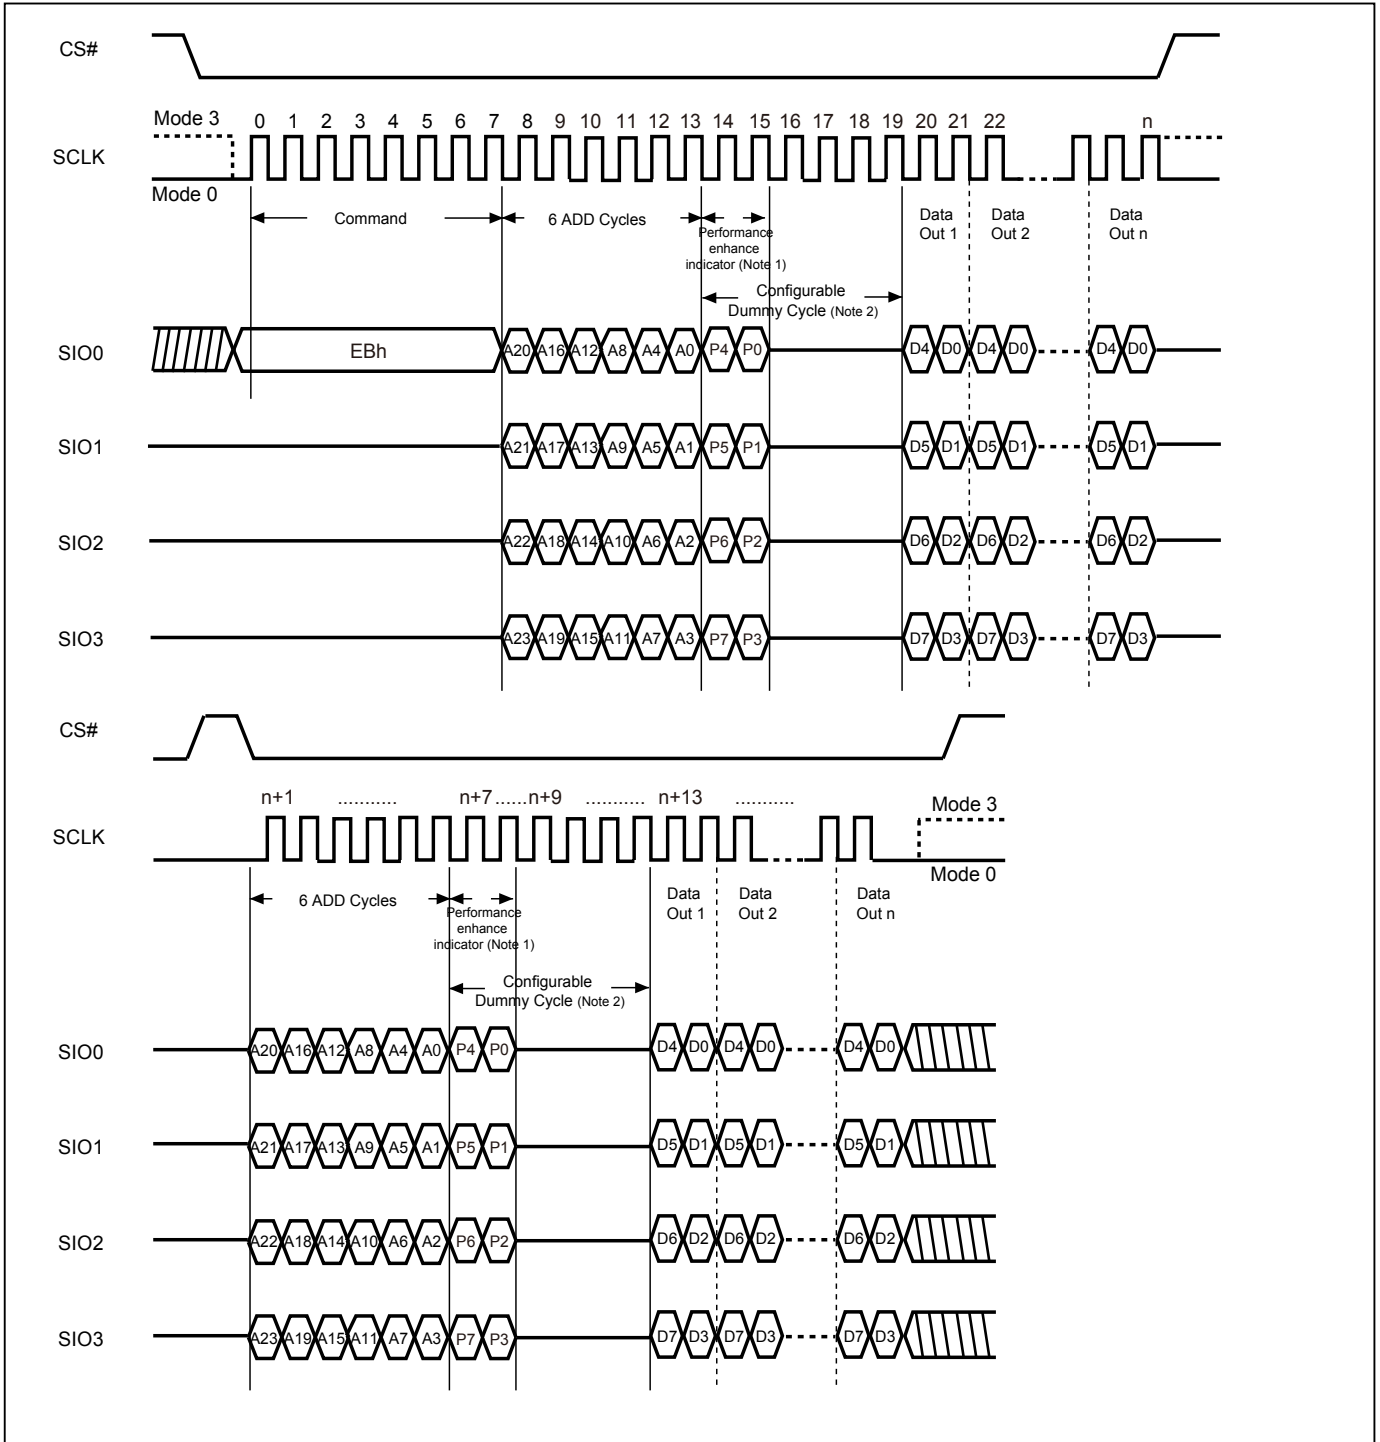 CS#
Mode 3
0 1 2 3 4 5 6 7 8 9 10 11 12 13 14 15 16 17 18 19 20 21 22 n
SCLK
Mode 0
Command
6 ADD Cycles
Performance
enhance
indicator (Note 1)
Data
Out 1
Data
Out 2
Data
Out n
Configurable
Dummy Cycle (Note 2)
SIO0
EBh
A20 A16 A12 A8 A4 A0 P4 P0 D4 D0 D4 D0 D4 D0
SIO1
A21 A17 A13 A9 A5 A1 P5 P1 D5 D1 D5 D1 D5 D1
SIO2
A22 A18 A14 A10 A6 A2 P6 P2 D6 D2 D6 D2 D6 D2
SIO3
A23 A19 A15 A11 A7 A3 P7 P3 D7 D3 D7 D3 D7 D3
CS#
n+1 ........... n+7 ......n+9 ........... n+13 ...........
Mode 3
SCLK
Mode 0
6 ADD Cycles
Performance
enhance
indicator (Note 1)
Data
Out 1
Data
Out 2
Data
Out n
Configurable
Dummy Cycle (Note 2)
SIO0
A20 A16 A12 A8 A4 A0 P4 P0 D4 D0 D4 D0 D4 D0
SIO1
A21 A17 A13 A9 A5 A1 P5 P1 D5 D1 D5 D1 D5 D1
SIO2
A22 A18 A14 A10 A6 A2 P6 P2 D6 D2 D6 D2 D6 D2
SIO3
A23 A19 A15 A11 A7 A3 P7 P3 D7 D3 D7 D3 D7 D3